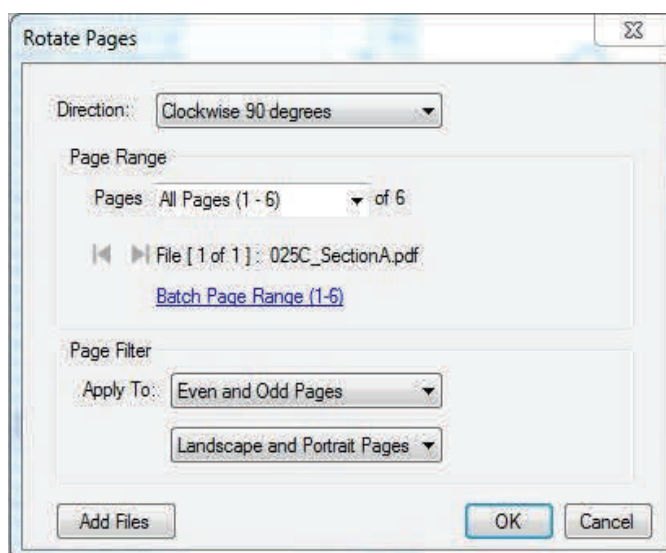 Rotate Pages
Direction: Clockwise 90 degrees
Page Range
Pages All Pages (1 - 6) of 6
File [ 1 of 1 ] : 025C_SectionA.pdf
Batch Page Range (1-6)
Page Filter
Apply To: Even and Odd Pages
Landscape and Portrait Pages
Add Files OK Cancel